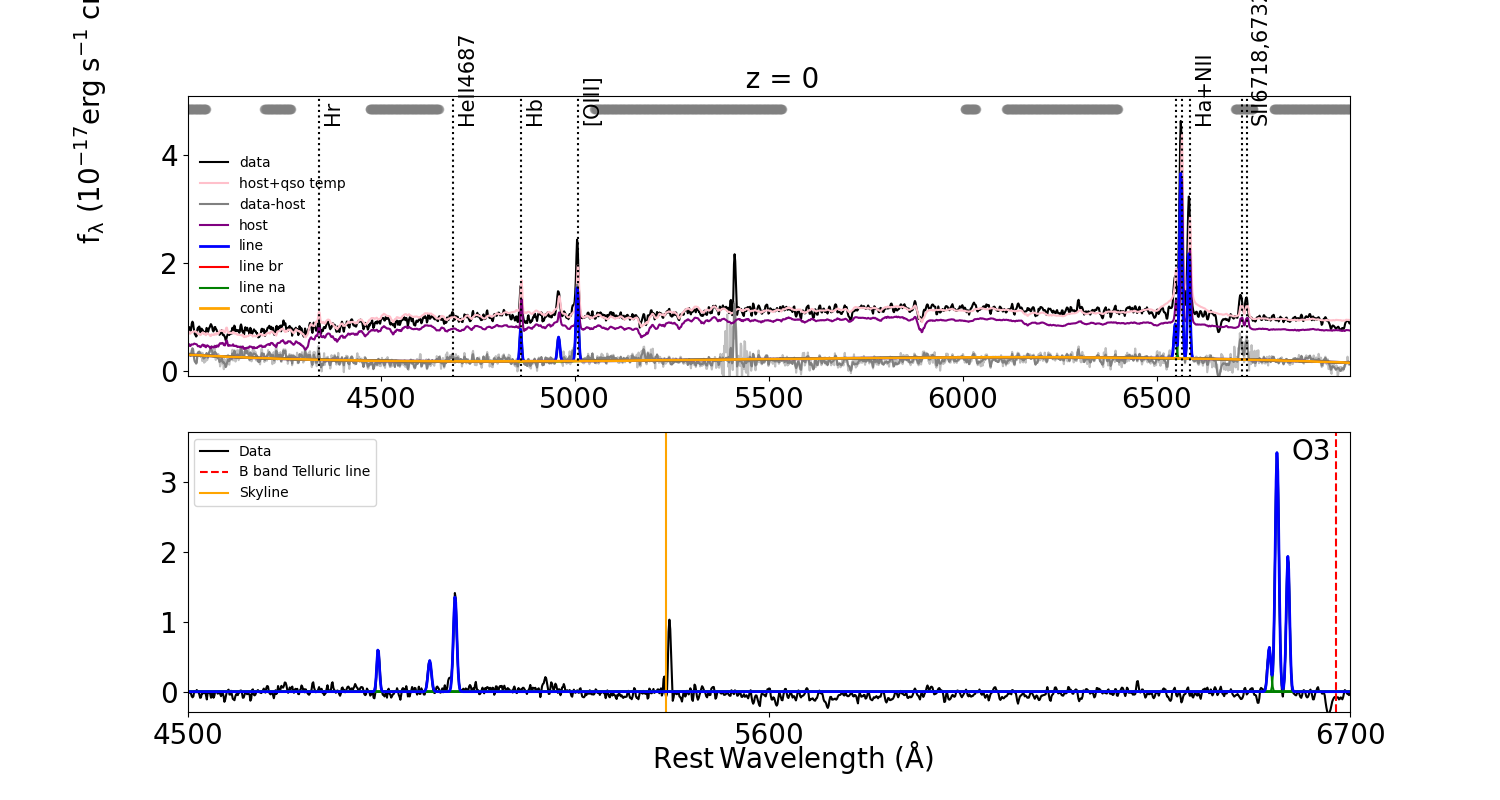 z = 0
f_λ (10^−17 erg s^−1
Hr
HeII4687
Hb
[OIII]
Ha+NII
SII6718,673
4
2
0
data
host+qso temp
data-host
host
line
line br
line na
conti
4500 5000 5500 6000 6500
3
2
1
0
Data
B band Telluric line
Skyline
O3
4500 5600 6700
Rest Wavelength (Å)